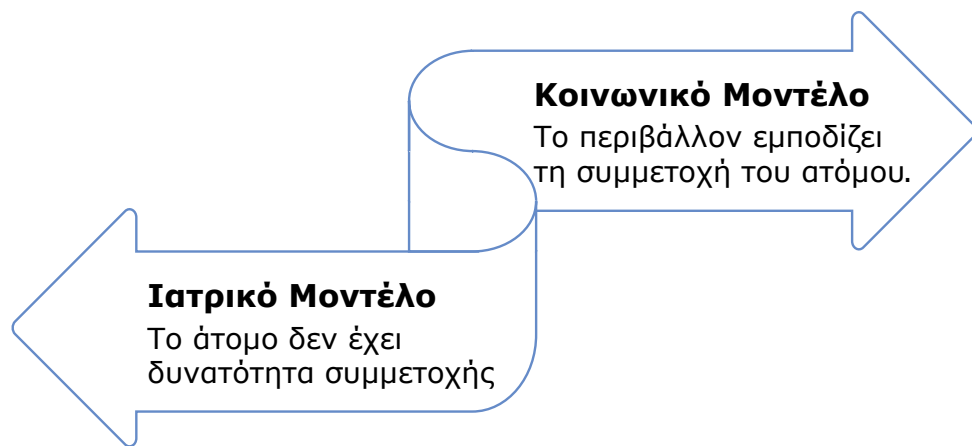 Κοινωνικό Μοντέλο
Το περιβάλλον εμποδίζει
τη συμμετοχή του ατόμου.
Ιατρικό Μοντέλο
Το άτομο δεν έχει
δυνατότητα συμμετοχής